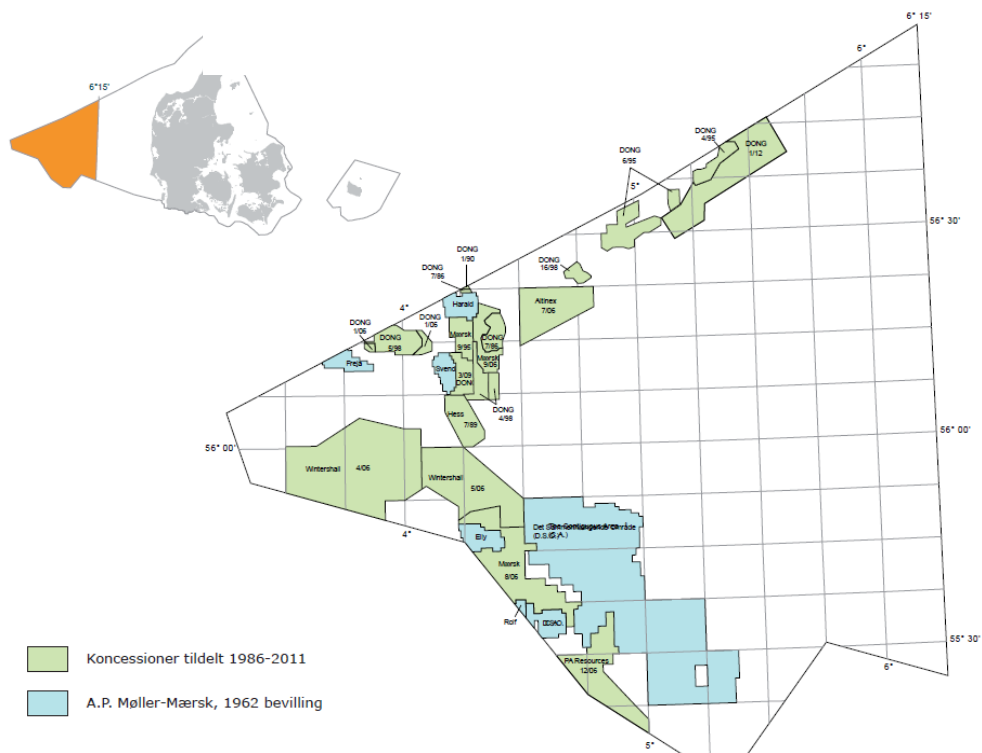 6° 15'
6°
6°15'
DONG
4/95
DONG
1/12
DONG
6/95
5°
56° 30'
DONG
1/90
DONG
7/86
DONG
16/98
4°
Harald
Altinex
7/06
DONG
1/06
DONG
1/06
DONG
5/98
Mærsk
9/95
DONG
7/86
Mærsk
9/06
Freja
Svend
3/09
DONG
4/98
Hess
7/89
56° 00'
56° 00'
Wintershall 4/06
Wintershall
5/06
4°
Elly
(D.S.O.)
Mærsk
8/06
Rolf
55° 30'
PA Resources
12/06
6°
5°
Koncessioner tildelt 1986-2011
A.P. Møller-Mærsk, 1962 bevilling